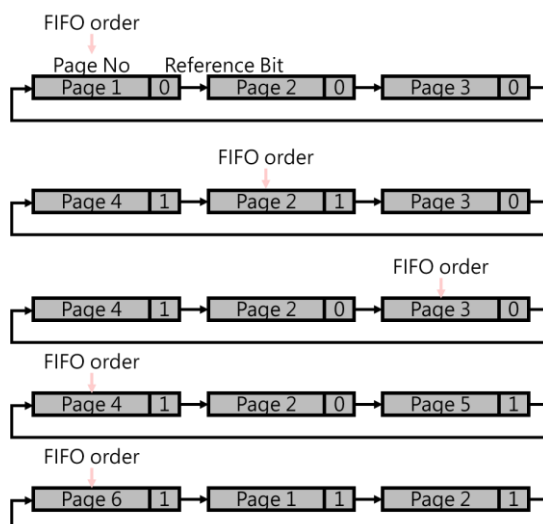 FIFO order
Page No Reference Bit
Page 1 0 Page 2 0 Page 3 0
FIFO order
Page 4 1 Page 2 1 Page 3 0
FIFO order
Page 4 1 Page 2 0 Page 3 0
FIFO order
Page 4 1 Page 2 0 Page 5 1
FIFO order
Page 6 1 Page 1 1 Page 2 1